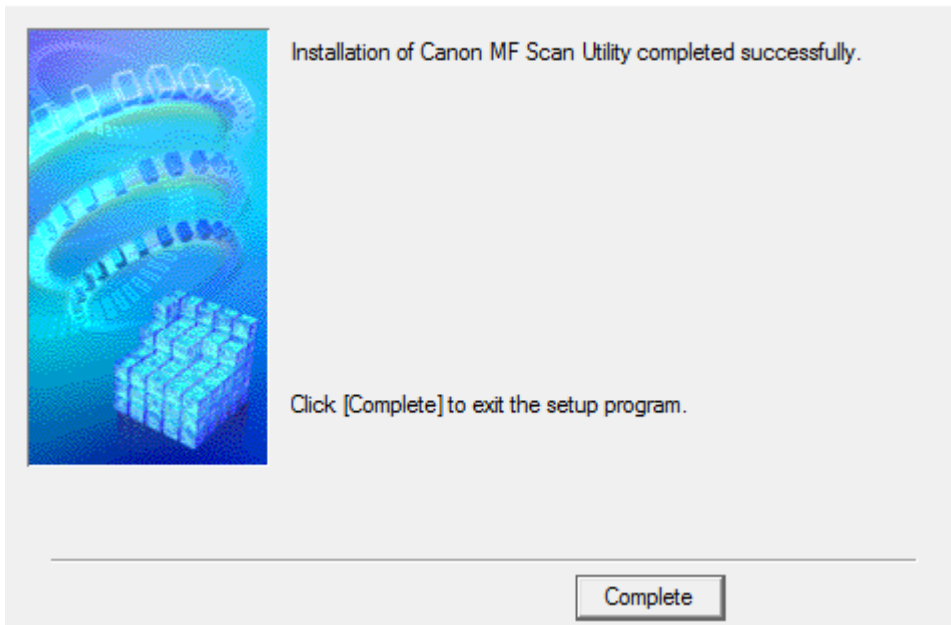 Installation of Canon MF Scan Utility completed successfully.
Click [Complete] to exit the setup program.
Complete